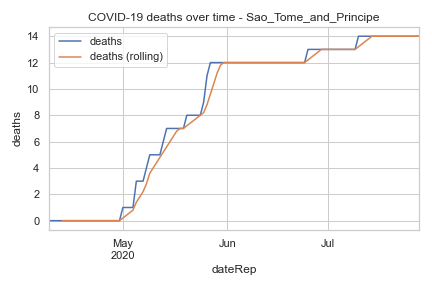 COVID-19 deaths over time - Sao_Tome_and_Principe
deaths
deaths (rolling)
deaths
14
12
10
8
6
4
2
0
May
2020
Jun
Jul
dateRep